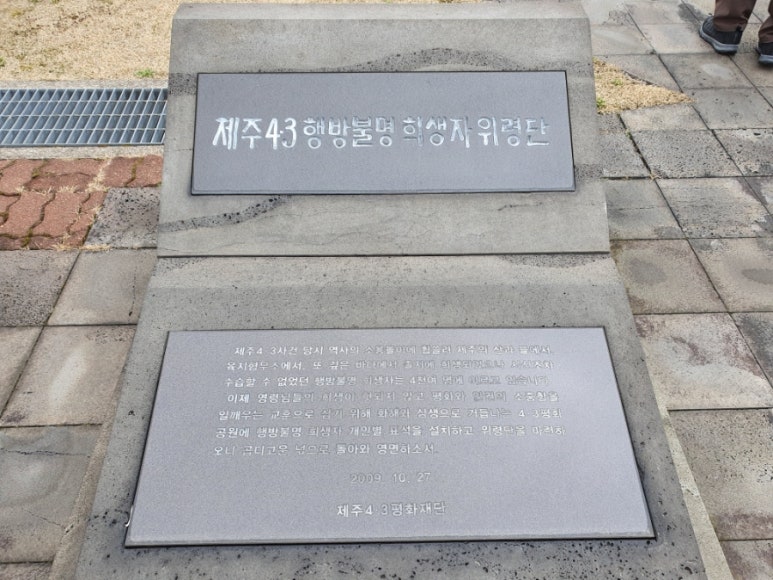 제주4·3 행방불명 희생자 위령단
제주4·3사건 당시 역사의 소용돌이에 휩쓸려 제주의 산과 들에서,
육지형무소에서, 또 깊은 바다에서 졸지에 희생되었으나 시신조차
수습할 수 없었던 행방불명 희생자는 4천여 명에 이르고 있습니다.
이제 영령님들의 희생이 헛되지 않고 평화와 인권의 소중함을
일깨우는 교훈으로 삼기 위해 화해와 상생으로 거듭나는 4·3평화
공원에 행방불명 희생자 개인별 표석을 설치하고 위령단을 마련하
오니 곱디고운 넋으로 돌아와 영면하소서.
2009. 10. 27.
제주4·3평화재단